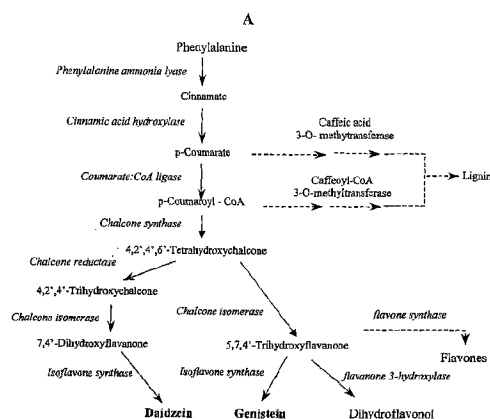 A
Phenylalanine
Phenylalanine ammonia lyase
Cinnamate
Cinnamic acid hydroxylase
Caffeic acid
3-O- methytransferase
p-Coumarate
Lignin
Coumarate:CoA ligase
Caffeoyl-CoA
3-O-methyltransferase
p-Coumaroyl - CoA
Chalcone synthase
4,2',4',6'-Tetrahydroxychalcone
Chalcone reductase
4,2',4'-Trihydroxychalcone
Chalcone isomerase
Chalcone isomerase
flavone synthase
7,4'-Dihydroxyflavanone
5,7,4'-Trihydroxyflavanone
Flavones
Isoflavone synthase
Isoflavone synthase
flavanone 3-hydroxylase
Daidzein
Genistein
Dihydroflavonol